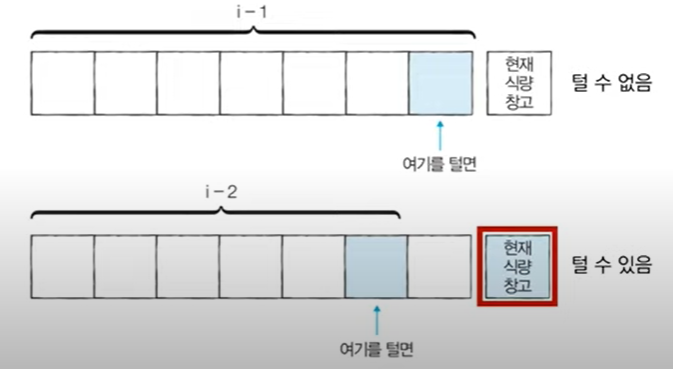 i - 1
현재
식량
창고
털 수 없음
여기를 털면
i - 2
현재
식량
창고
털 수 있음
여기를 털면